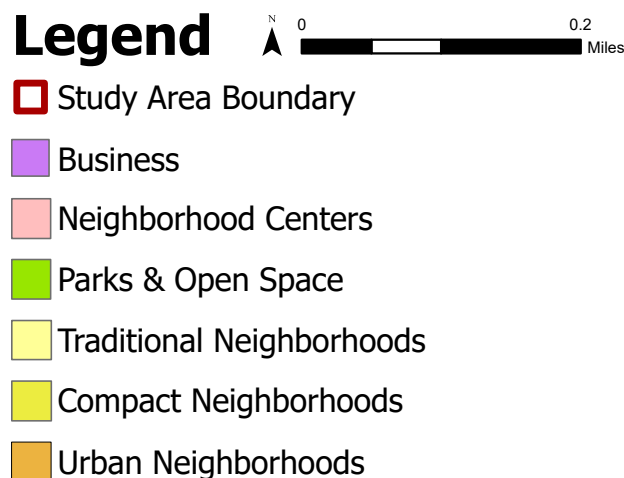 Legend
N
0 0.2
Miles
Study Area Boundary
Business
Neighborhood Centers
Parks & Open Space
Traditional Neighborhoods
Compact Neighborhoods
Urban Neighborhoods